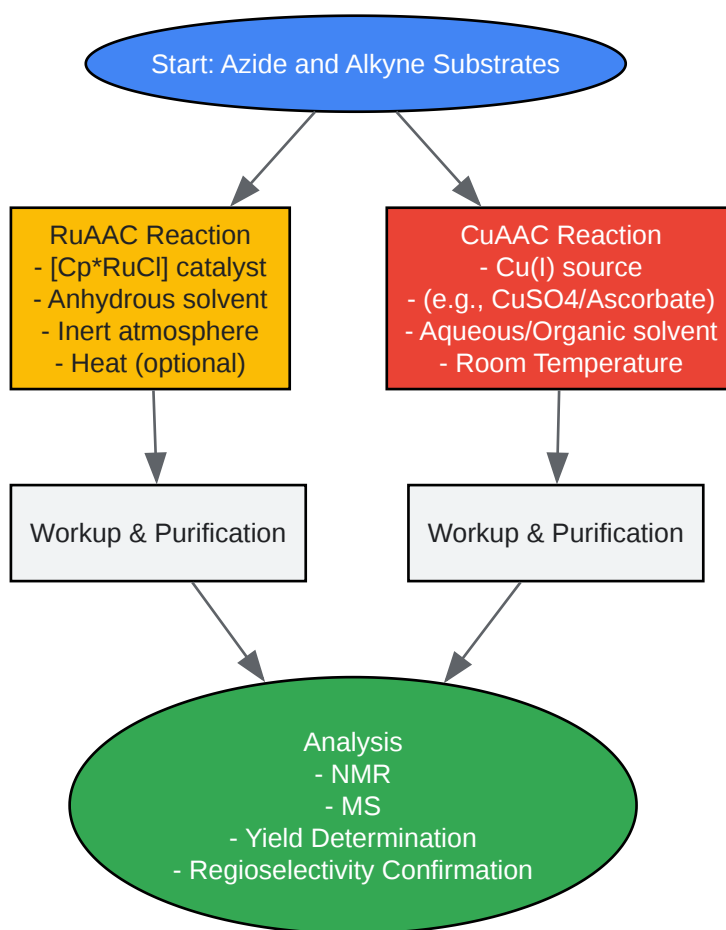 Start: Azide and Alkyne Substrates
RuAAC Reaction
- [Cp*RuCl] catalyst
- Anhydrous solvent
- Inert atmosphere
- Heat (optional)
CuAAC Reaction
- Cu(I) source
- (e.g., CuSO4/Ascorbate)
- Aqueous/Organic solvent
- Room Temperature
Workup & Purification
Workup & Purification
Analysis
- NMR
- MS
- Yield Determination
- Regioselectivity Confirmation